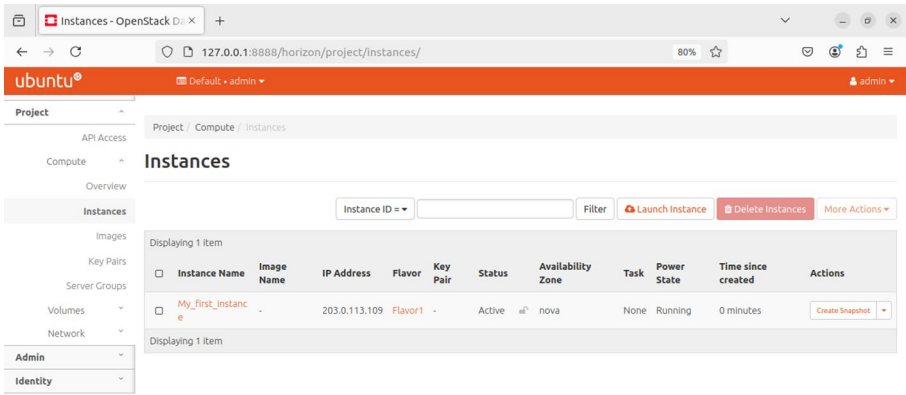 Instances - OpenStack Da
127.0.0.1:8888/horizon/project/instances/ 80%
ubuntu Default • admin admin
Project
API Access
Compute
Overview
Instances
Images
Key Pairs
Server Groups
Volumes
Network
Admin
Identity
Project / Compute / Instances
Instances
Instance ID = Filter Launch Instance Delete Instances More Actions
Displaying 1 item
Instance Name Image Name IP Address Flavor Key Pair Status Availability Zone Task Power State Time since created Actions
My_first_instance - 203.0.113.109 Flavor1 - Active nova None Running 0 minutes Create Snapshot
Displaying 1 item